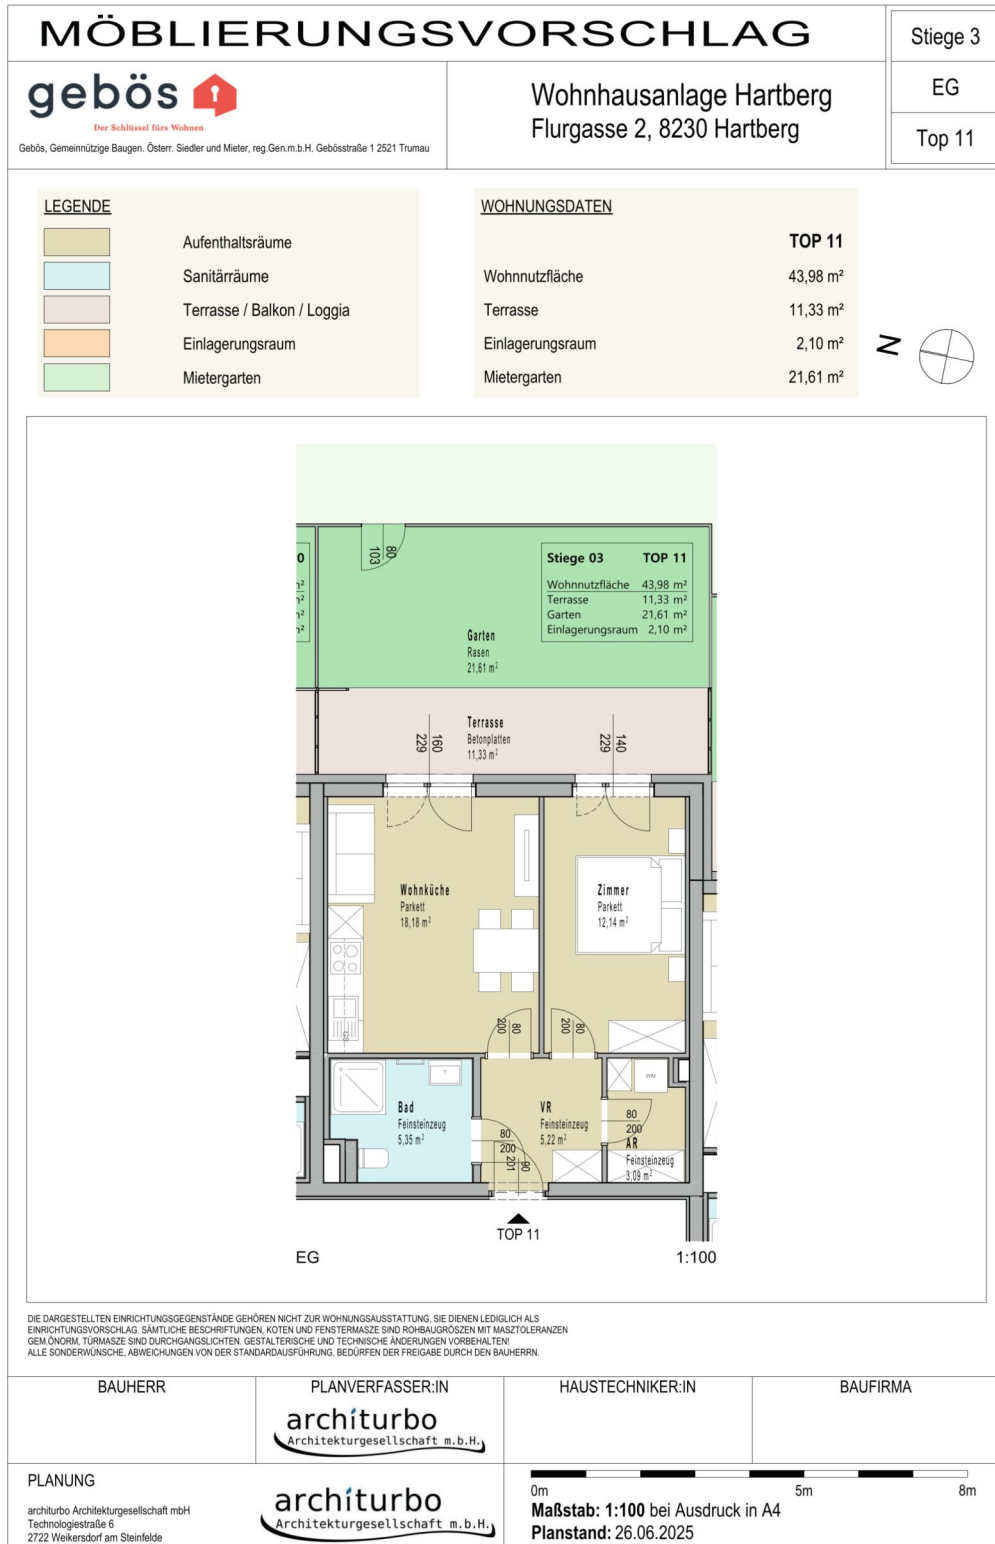 MÖBLIERUNGSVORSCHLAG
Stiege 3
EG
Top 11
gebös
Der Schlüssel fürs Wohnen
Gebös, Gemeinnützige Baugen. Österr. Siedler und Mieter, reg.Gen.m.b.H. Gebösstraße 1 2521 Trumau
Wohnhausanlage Hartberg
Flurgasse 2, 8230 Hartberg
LEGENDE
Aufenthaltsräume
Sanitärräume
Terrasse / Balkon / Loggia
Einlagerungsraum
Mietergarten
WOHNUNGSDATEN
TOP 11
Wohnnutzfläche 43,98 m²
Terrasse 11,33 m²
Einlagerungsraum 2,10 m²
Mietergarten 21,61 m²
N
0
m²
m²
m²
m²
80
103
Stiege 03 TOP 11
Wohnnutzfläche 43,98 m²
Terrasse 11,33 m²
Garten 21,61 m²
Einlagerungsraum 2,10 m²
Garten
Rasen
21,61 m²
Terrasse
Betonplatten
11,33 m²
160
229
140
229
Wohnküche
Parkett
18,18 m²
Zimmer
Parkett
12,14 m²
80
200
80
200
GS
WM
Bad
Feinsteinzeug
5,35 m²
VR
Feinsteinzeug
5,22 m²
80
200
AR
Feinsteinzeug
3,09 m²
80
200
90
201
TOP 11
EG
1:100
DIE DARGESTELLTEN EINRICHTUNGSGEGENSTÄNDE GEHÖREN NICHT ZUR WOHNUNGSAUSSTATTUNG, SIE DIENEN LEDIGLICH ALS
EINRICHTUNGSVORSCHLAG. SÄMTLICHE BESCHRIFTUNGEN, KOTEN UND FENSTERMASZE SIND ROHBAUGRÖSZEN MIT MASZTOLERANZEN
GEM.ÖNORM, TÜRMASZE SIND DURCHGANGSLICHTEN. GESTALTERISCHE UND TECHNISCHE ÄNDERUNGEN VORBEHALTEN!
ALLE SONDERWÜNSCHE, ABWEICHUNGEN VON DER STANDARDAUSFÜHRUNG, BEDÜRFEN DER FREIGABE DURCH DEN BAUHERRN.
BAUHERR
PLANVERFASSER:IN
HAUSTECHNIKER:IN
BAUFIRMA
architurbo
Architekturgesellschaft m.b.H.
PLANUNG
architurbo Architekturgesellschaft mbH
Technologiestraße 6
2722 Weikersdorf am Steinfelde
architurbo
Architekturgesellschaft m.b.H.
0m 5m 8m
Maßstab: 1:100 bei Ausdruck in A4
Planstand: 26.06.2025